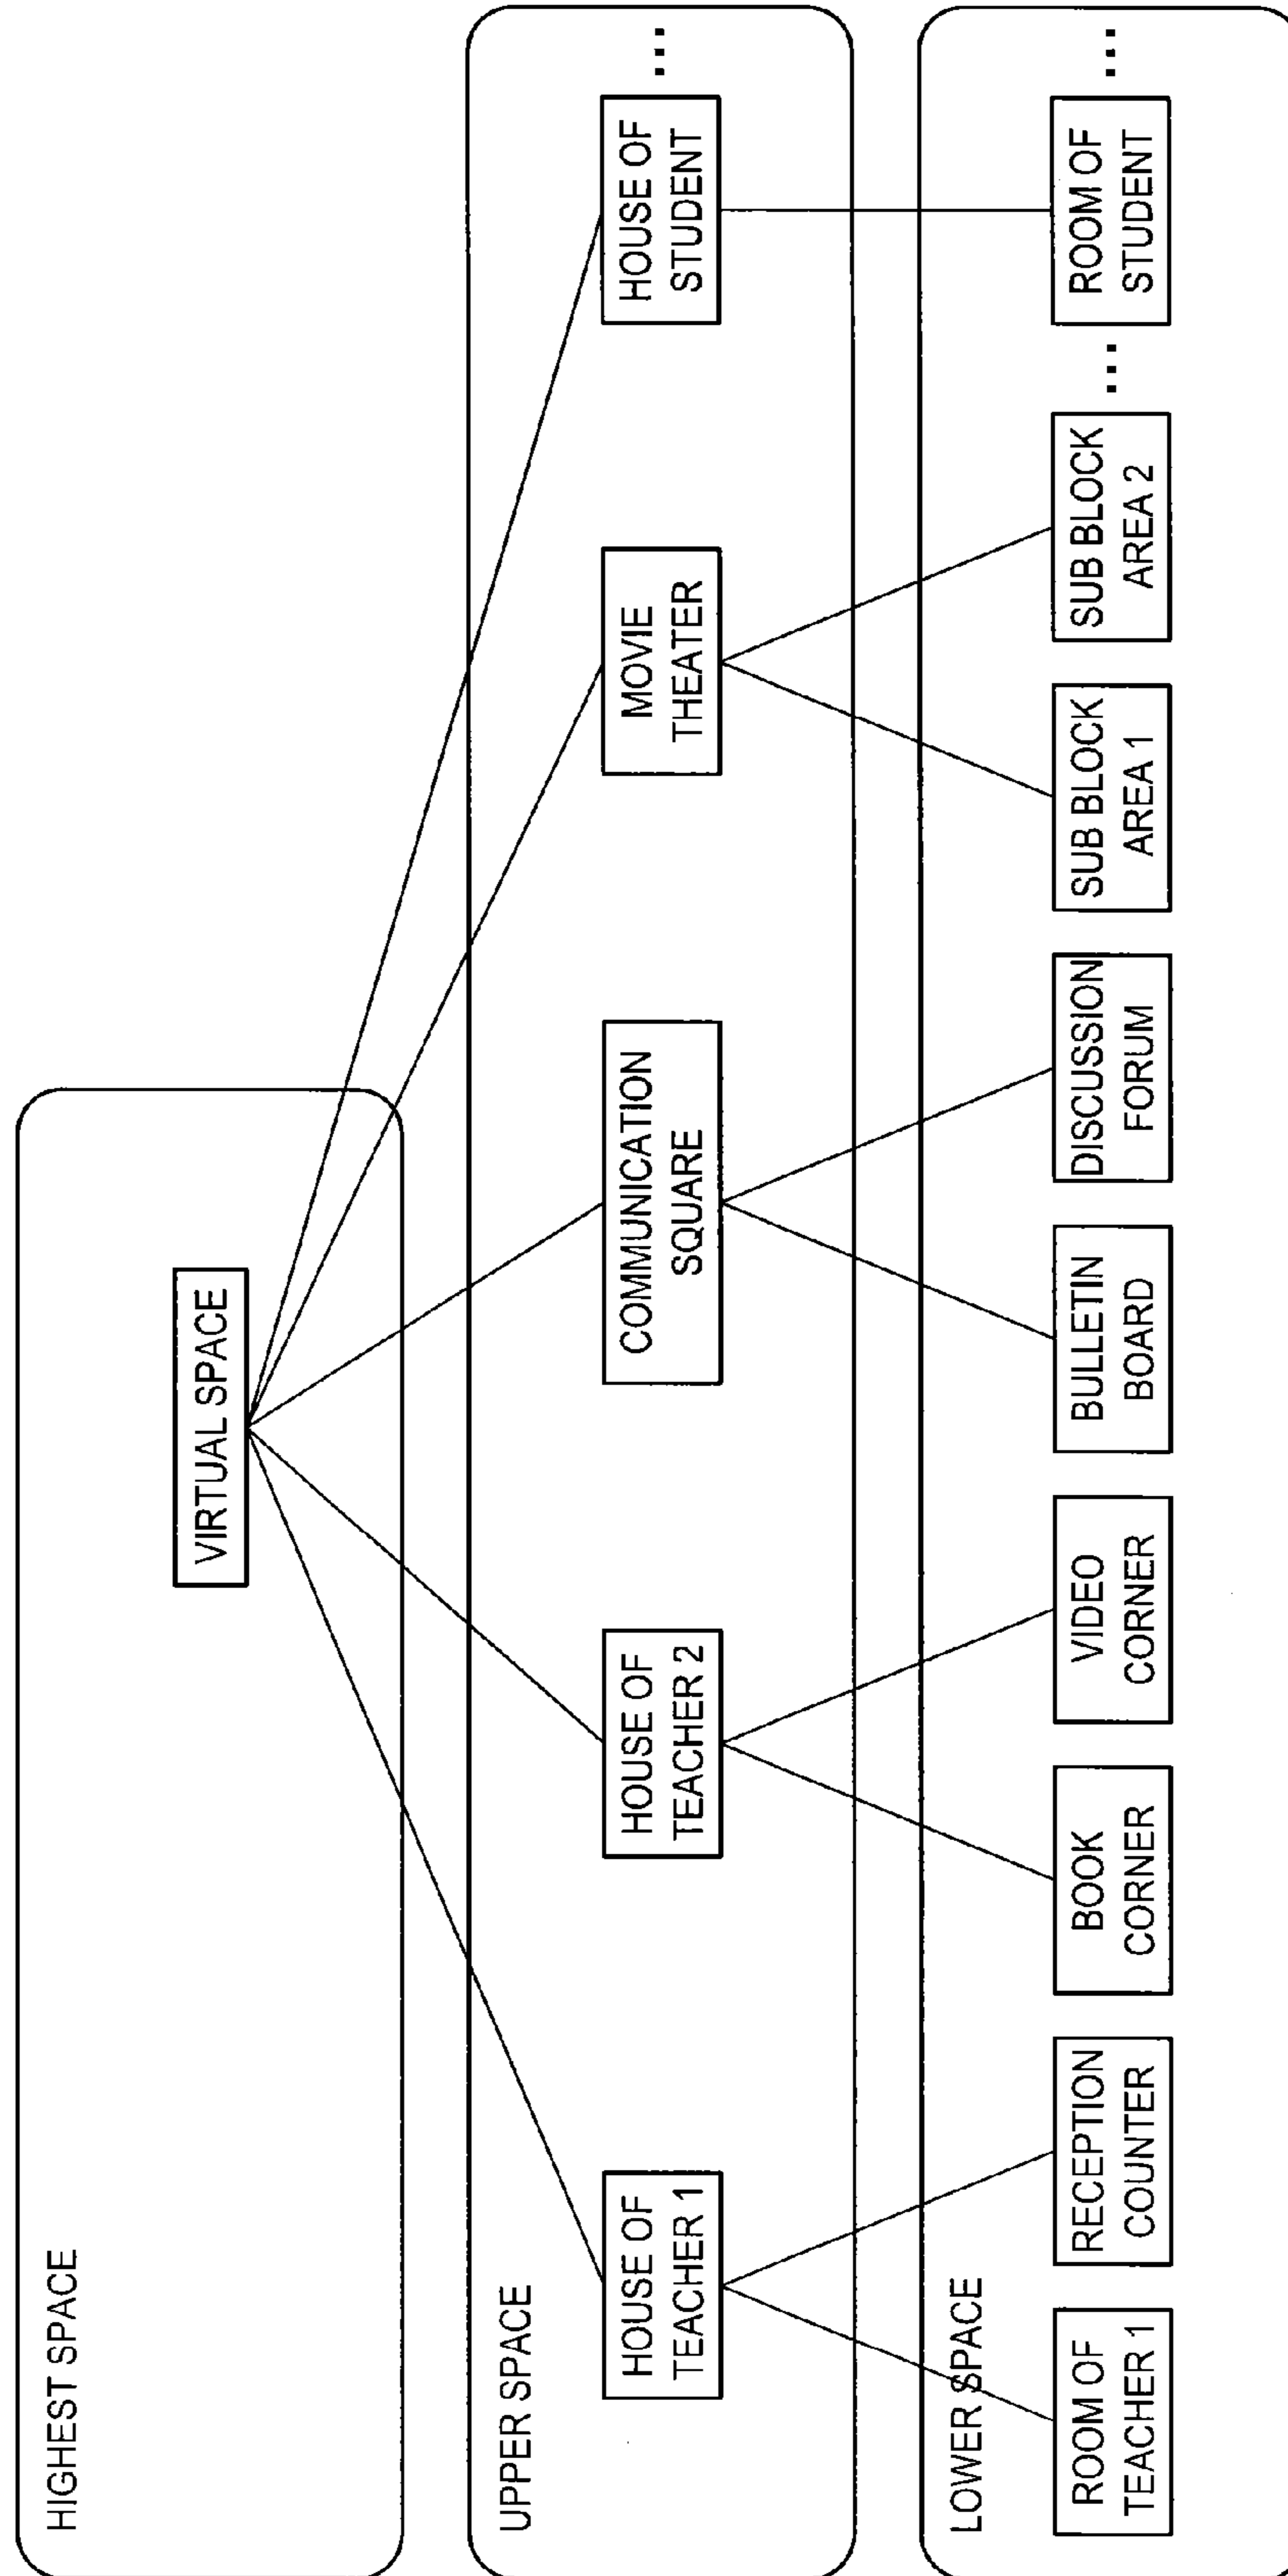 HIGHEST SPACE
VIRTUAL SPACE
UPPER SPACE
HOUSE OF
TEACHER 1
HOUSE OF
TEACHER 2
COMMUNICATION
SQUARE
MOVIE
THEATER
HOUSE OF
STUDENT
...
LOWER SPACE
ROOM OF
TEACHER 1
RECEPTION
COUNTER
BOOK
CORNER
VIDEO
CORNER
BULLETIN
BOARD
DISCUSSION
FORUM
SUB BLOCK
AREA 1
SUB BLOCK
AREA 2
...
ROOM OF
STUDENT
...